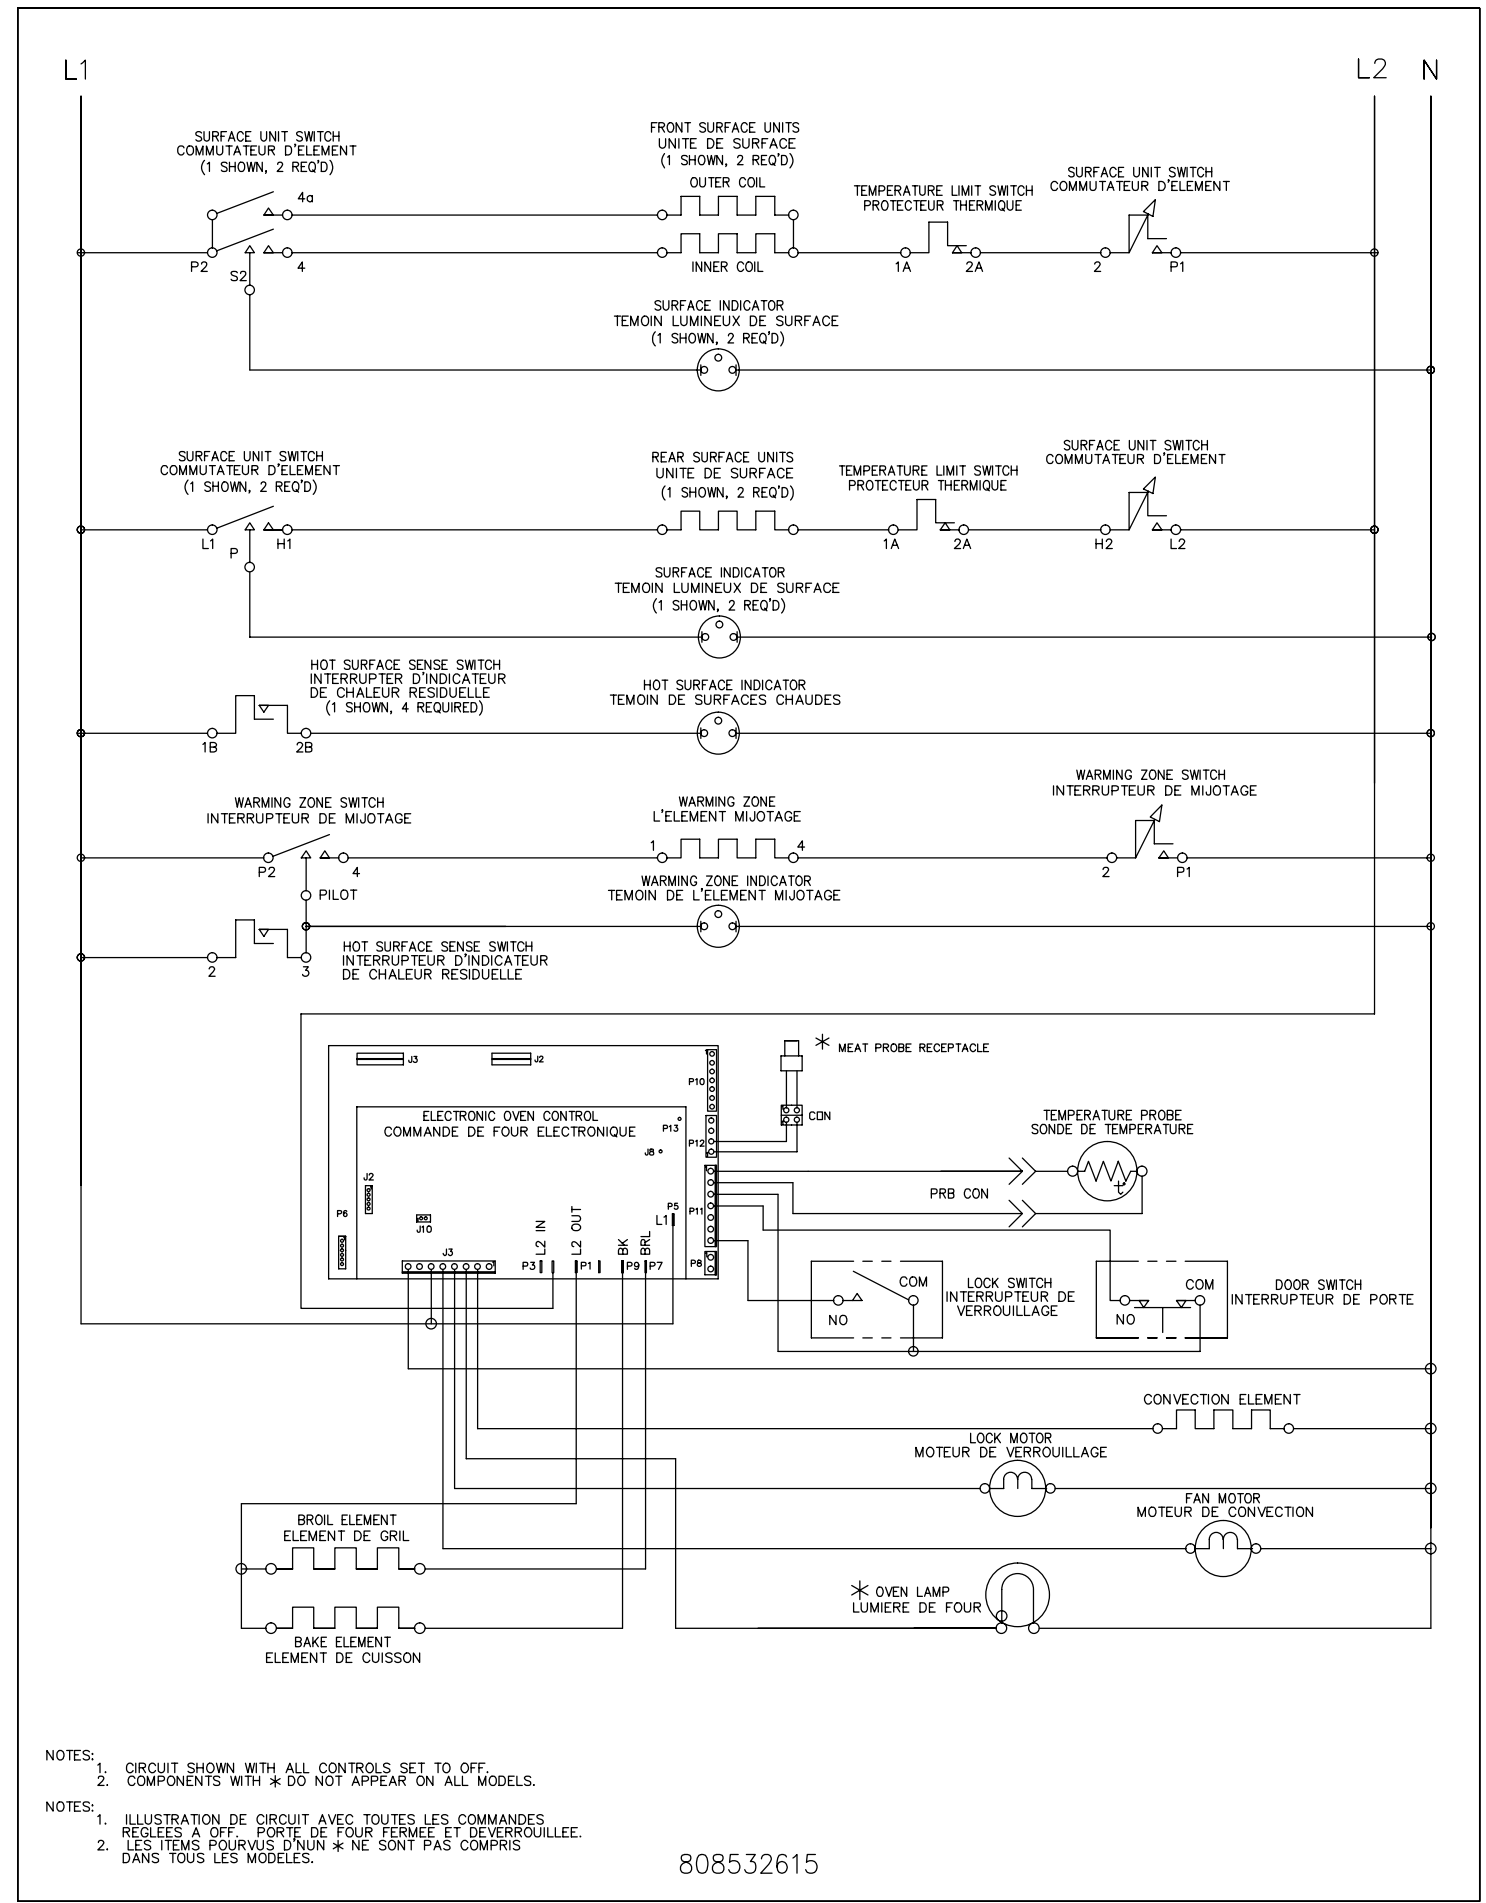 L1
L2
N
SURFACE UNIT SWITCH
COMMUTATEUR D'ELEMENT
(1 SHOWN, 2 REQ'D)
FRONT SURFACE UNITS
UNITE DE SURFACE
(1 SHOWN, 2 REQ'D)
OUTER COIL
TEMPERATURE LIMIT SWITCH
PROTECTEUR THERMIQUE
SURFACE UNIT SWITCH
COMMUTATEUR D'ELEMENT
4a
P2
S2
4
INNER COIL
1A
2A
2
P1
SURFACE INDICATOR
TEMOIN LUMINEUX DE SURFACE
(1 SHOWN, 2 REQ'D)
SURFACE UNIT SWITCH
COMMUTATEUR D'ELEMENT
(1 SHOWN, 2 REQ'D)
REAR SURFACE UNITS
UNITE DE SURFACE
(1 SHOWN, 2 REQ'D)
TEMPERATURE LIMIT SWITCH
PROTECTEUR THERMIQUE
SURFACE UNIT SWITCH
COMMUTATEUR D'ELEMENT
L1
P
H1
1A
2A
H2
L2
SURFACE INDICATOR
TEMOIN LUMINEUX DE SURFACE
(1 SHOWN, 2 REQ'D)
HOT SURFACE SENSE SWITCH
INTERRUPTER D'INDICATEUR
DE CHALEUR RESIDUELLE
(1 SHOWN, 4 REQUIRED)
HOT SURFACE INDICATOR
TEMOIN DE SURFACES CHAUDES
1B
2B
WARMING ZONE SWITCH
INTERRUPTEUR DE MIJOTAGE
WARMING ZONE
L'ELEMENT MIJOTAGE
WARMING ZONE SWITCH
INTERRUPTEUR DE MIJOTAGE
1
4
P2
4
2
P1
PILOT
WARMING ZONE INDICATOR
TEMOIN DE L'ELEMENT MIJOTAGE
2
3
HOT SURFACE SENSE SWITCH
INTERRUPTEUR D'INDICATEUR
DE CHALEUR RESIDUELLE
J3
J2
P10
* MEAT PROBE RECEPTACLE
CON
ELECTRONIC OVEN CONTROL
COMMANDE DE FOUR ELECTRONIQUE
P13
P12
J8
TEMPERATURE PROBE
SONDE DE TEMPERATURE
t
PRB CON
J2
P6
J10
J3
P5
L1
P11
P8
L2 IN
L2 OUT
BK
BRL
P3
P1
P9
P7
COM
NO
LOCK SWITCH
INTERRUPTEUR DE
VERROUILLAGE
COM
NO
DOOR SWITCH
INTERRUPTEUR DE PORTE
CONVECTION ELEMENT
LOCK MOTOR
MOTEUR DE VERROUILLAGE
FAN MOTOR
MOTEUR DE CONVECTION
BROIL ELEMENT
ELEMENT DE GRIL
* OVEN LAMP
LUMIERE DE FOUR
BAKE ELEMENT
ELEMENT DE CUISSON
NOTES:
1. CIRCUIT SHOWN WITH ALL CONTROLS SET TO OFF.
2. COMPONENTS WITH * DO NOT APPEAR ON ALL MODELS.
NOTES:
1. ILLUSTRATION DE CIRCUIT AVEC TOUTES LES COMMANDES
REGLEES A OFF. PORTE DE FOUR FERMEE ET DEVERROUILLEE.
2. LES ITEMS POURVUS D'NUN * NE SONT PAS COMPRIS
DANS TOUS LES MODELES.
808532615